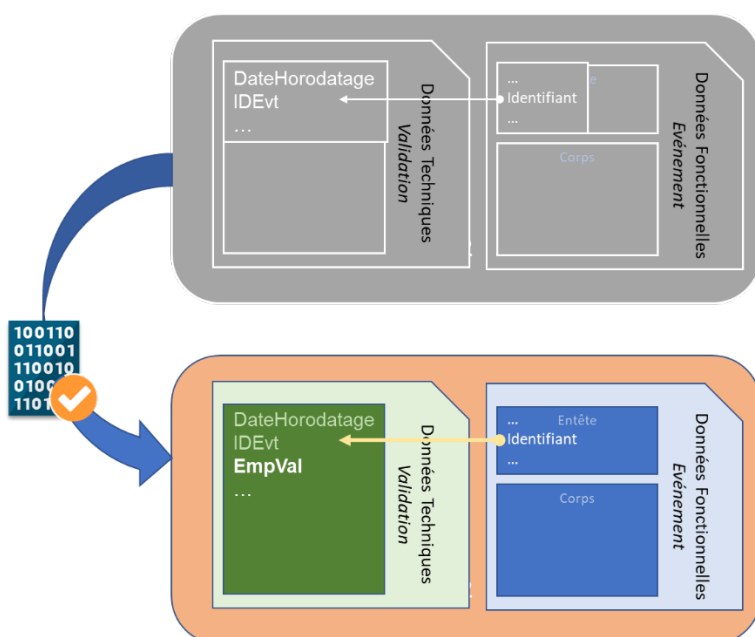 DateHorodatage
IDEvt
...
Données Techniques
Validation
...
Identifiant
...
Corps
Données Fonctionnelles
Evénement
100110
011001
110010
DateHorodatage
IDEvt
EmpVal
...
Données Techniques
Validation
... Entête
Identifiant
...
Corps
Données Fonctionnelles
Evénement